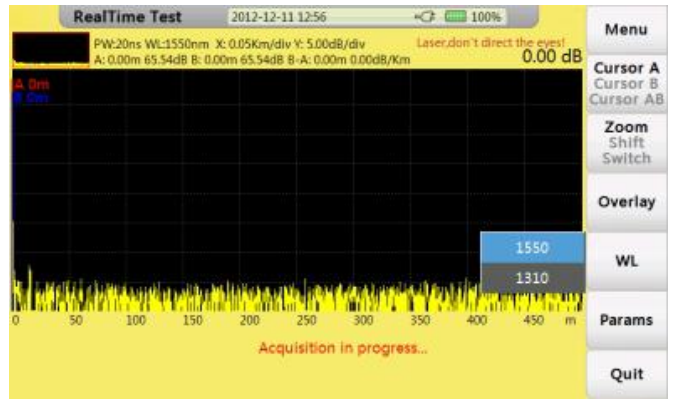 RealTime Test 2012-12-11 12:56 100%
PW:20ns WL:1550nm X: 0.05Km/div Y: 5.00dB/div Laser,don't direct the eyes!
A: 0.00m 65.54dB B: 0.00m 65.54dB B-A: 0.00m 0.00dB/Km 0.00 dB
A 0m
B 0m
1550
1310
0 50 100 150 200 250 300 350 400 450 m
Acquisition in progress...
Menu
Cursor A
Cursor B
Cursor AB
Zoom
Shift
Switch
Overlay
WL
Params
Quit